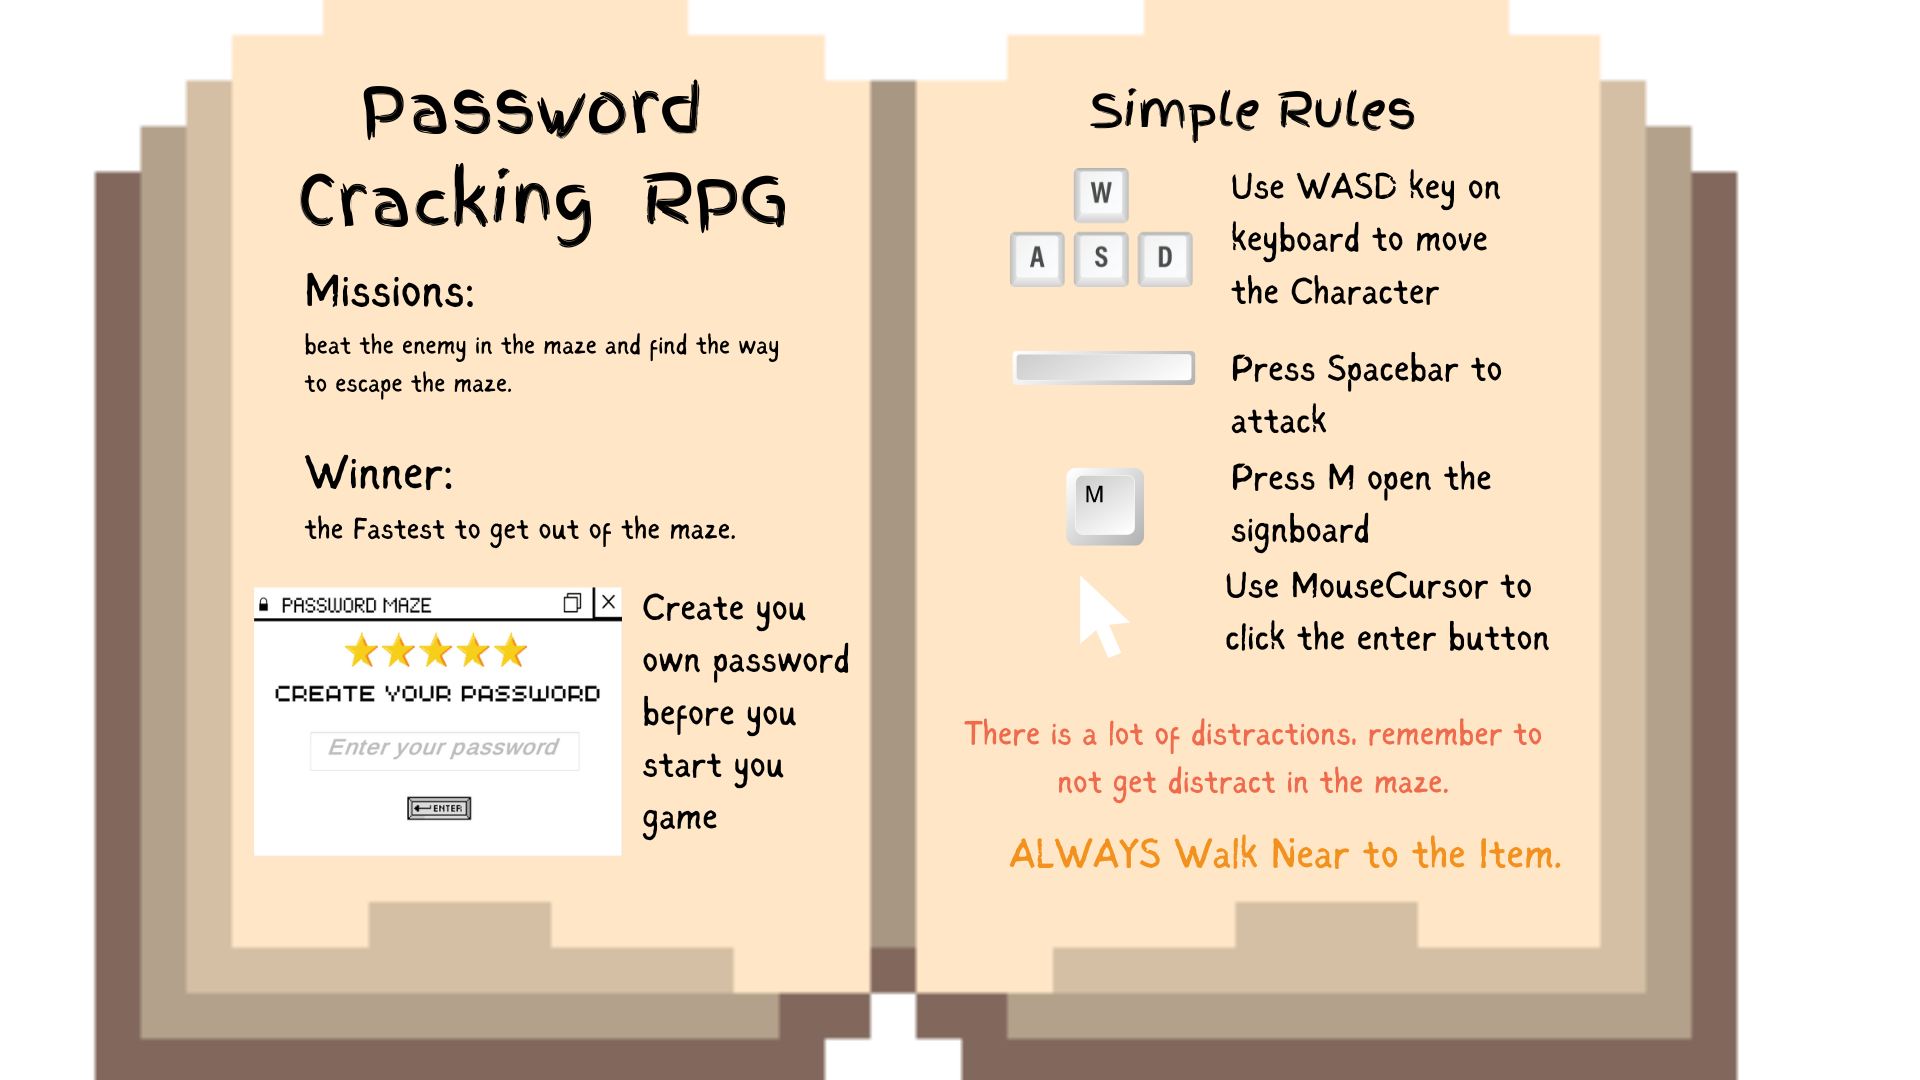 Password
Cracking RPG
Missions:
beat the enemy in the maze and find the way
to escape the maze.
Winner:
the Fastest to get out of the maze.
PASSWORD MAZE
CREATE YOUR PASSWORD
Enter your password
ENTER
Create you
own password
before you
start you
game
Simple Rules
W
A S D
Use WASD key on
keyboard to move
the Character
Press Spacebar to
attack
M
Press M open the
signboard
Use MouseCursor to
click the enter button
There is a lot of distractions, remember to
not get distract in the maze.
ALWAYS Walk Near to the Item.